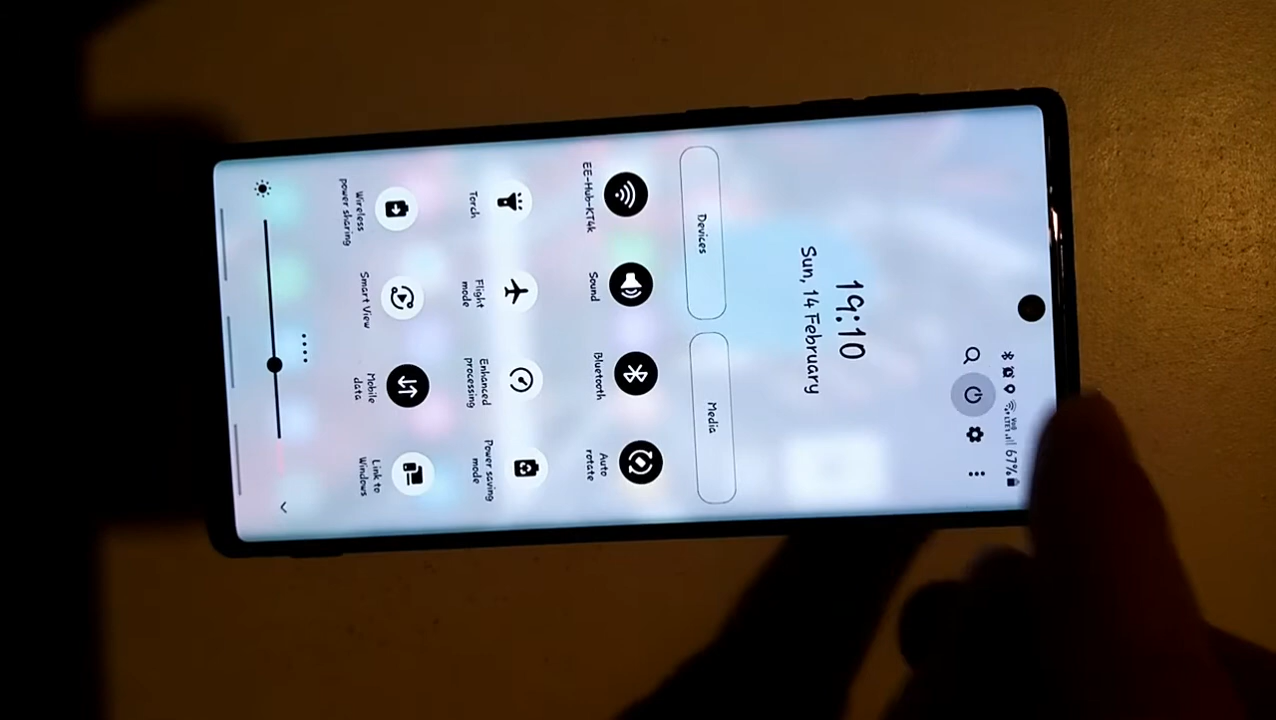 67%
19:10
Sun, 14 February
Devices
Media
EE-Hub-KT4k
Sound
Bluetooth
Auto
rotate
Torch
Flight
mode
Enhanced
processing
Power saving
mode
Wireless
power sharing
Smart View
Mobile
data
Link to
Windows